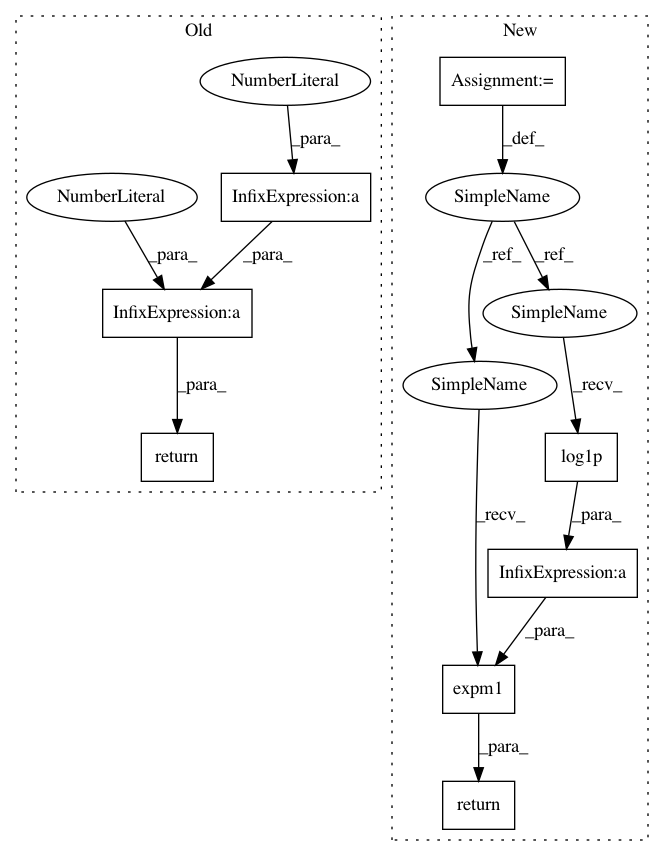 Old
New
NumberLiteral
Assignment:=
_para_
_def_
NumberLiteral
InfixExpression:a
SimpleName
_para_
_para_
_ref_
_ref_
InfixExpression:a
SimpleName
SimpleName
_para_
_recv_
return
log1p
_recv_
_para_
InfixExpression:a
_para_
expm1
_para_
return